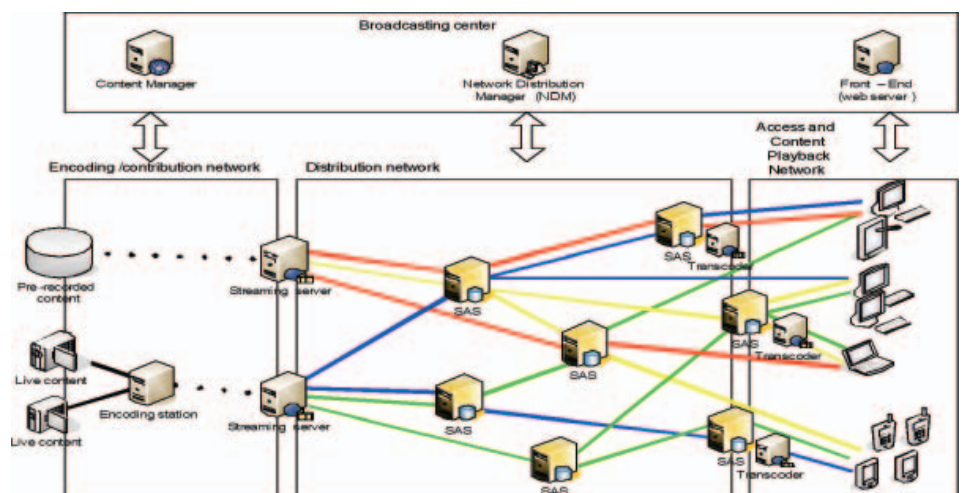 Broadcasting center
Content Manager
Network Distribution
Manager (NDM)
Front - End
(web server )
Access and
Content
Playback
Network
Encoding /contribution network
Distribution network
SAS
Transcoder
Pre -recorded
content
Streaming server
SAS
SAS
Transcoder
SAS
Live content
Encoding station
Streaming server
SAS
Live content
SAS
Transcoder
SAS